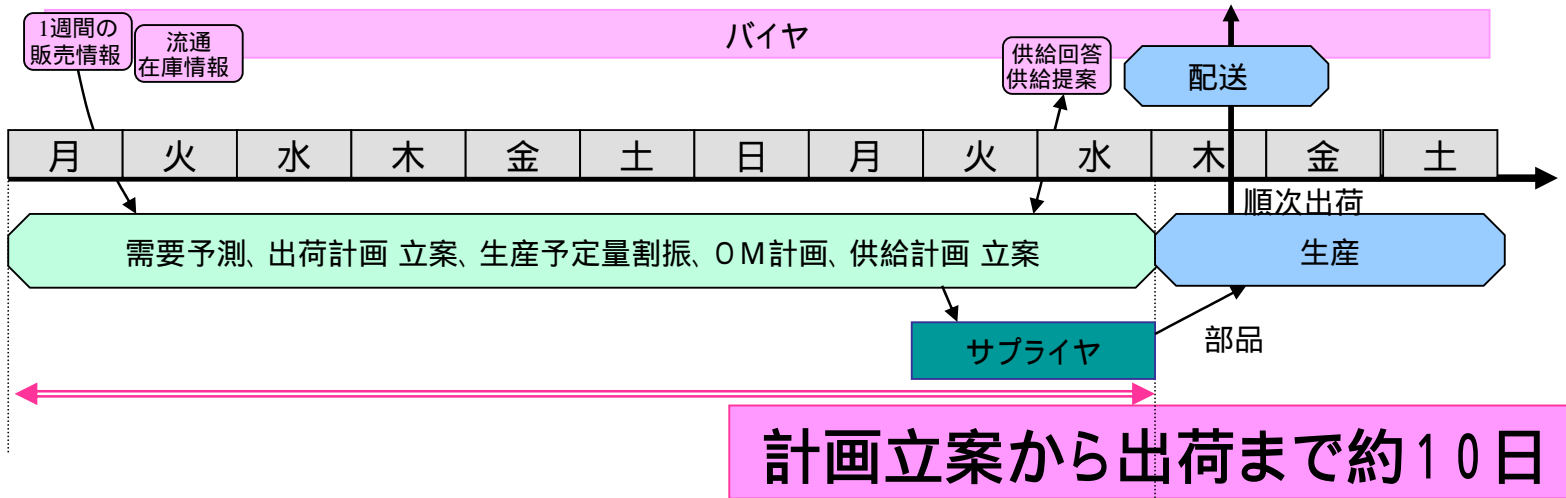 1週間の
販売情報
流通
在庫情報
バイヤ
供給回答
供給提案
配送
月 火 水 木 金 土 日 月 火 水 木 金 土
順次出荷
需要予測、出荷計画 立案、生産予定量割振、OM計画、供給計画 立案
生産
サプライヤ
部品
計画立案から出荷まで約10日